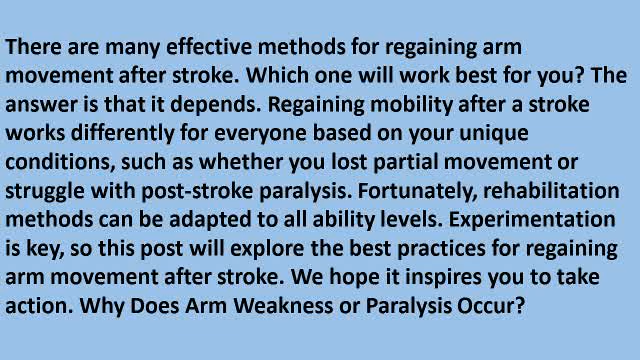 There are many effective methods for regaining arm
movement after stroke. Which one will work best for you? The
answer is that it depends. Regaining mobility after a stroke
works differently for everyone based on your unique
conditions, such as whether you lost partial movement or
struggle with post-stroke paralysis. Fortunately, rehabilitation
methods can be adapted to all ability levels. Experimentation
is key, so this post will explore the best practices for regaining
arm movement after stroke. We hope it inspires you to take
action. Why Does Arm Weakness or Paralysis Occur?